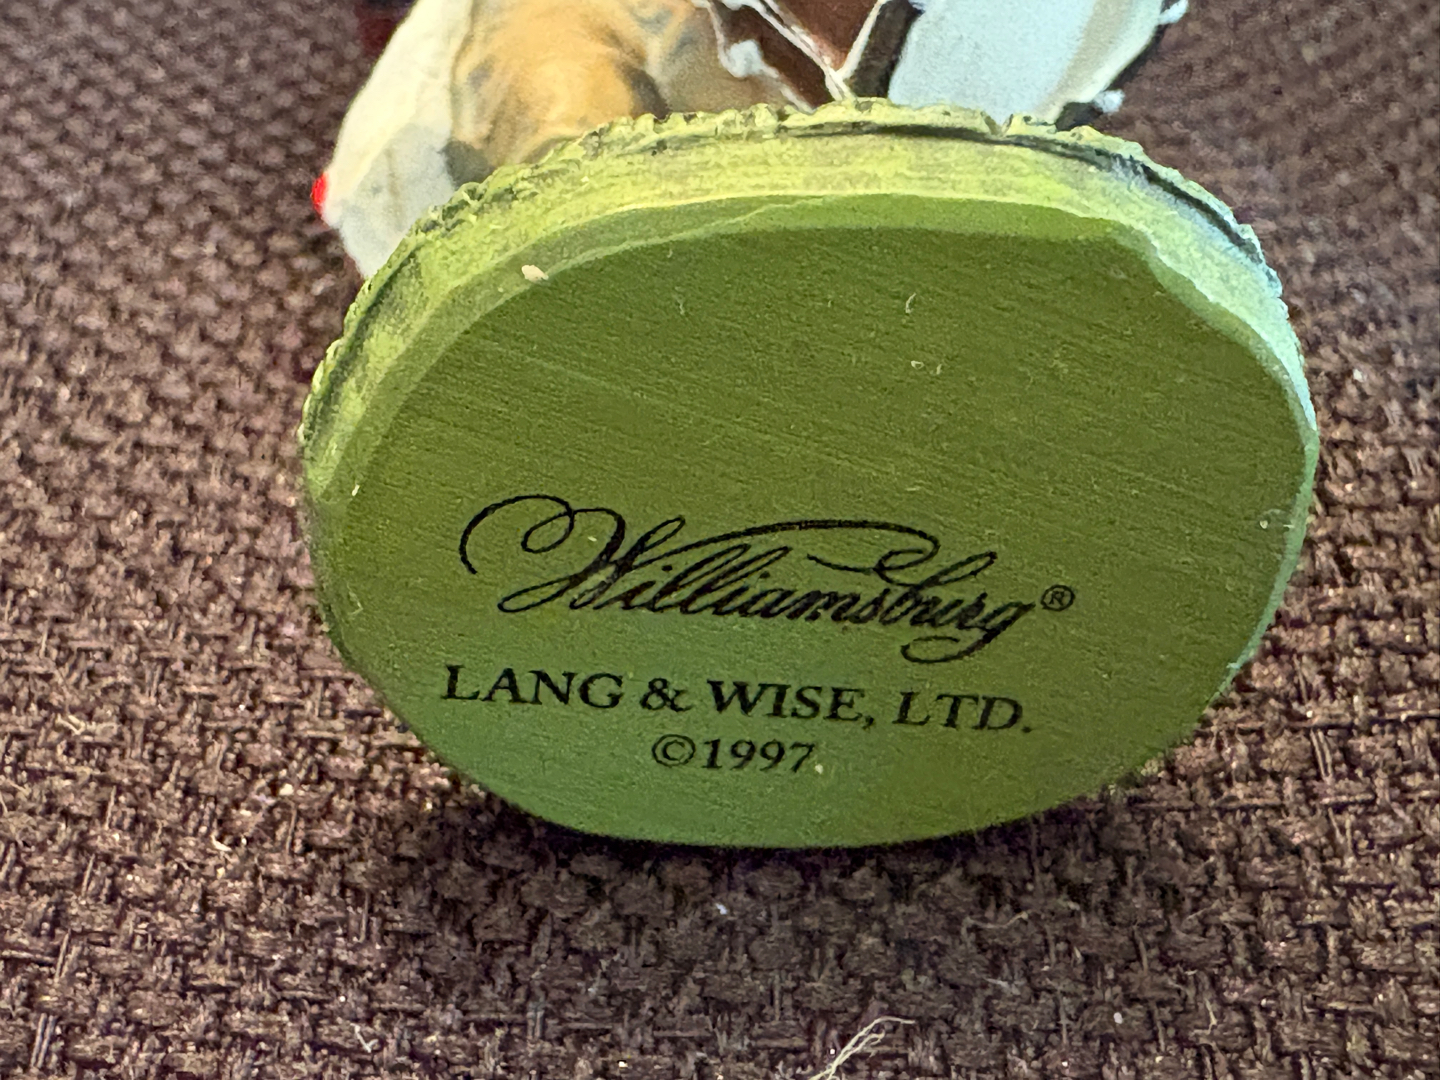 Williamsburg®
LANG & WISE, LTD.
©1997